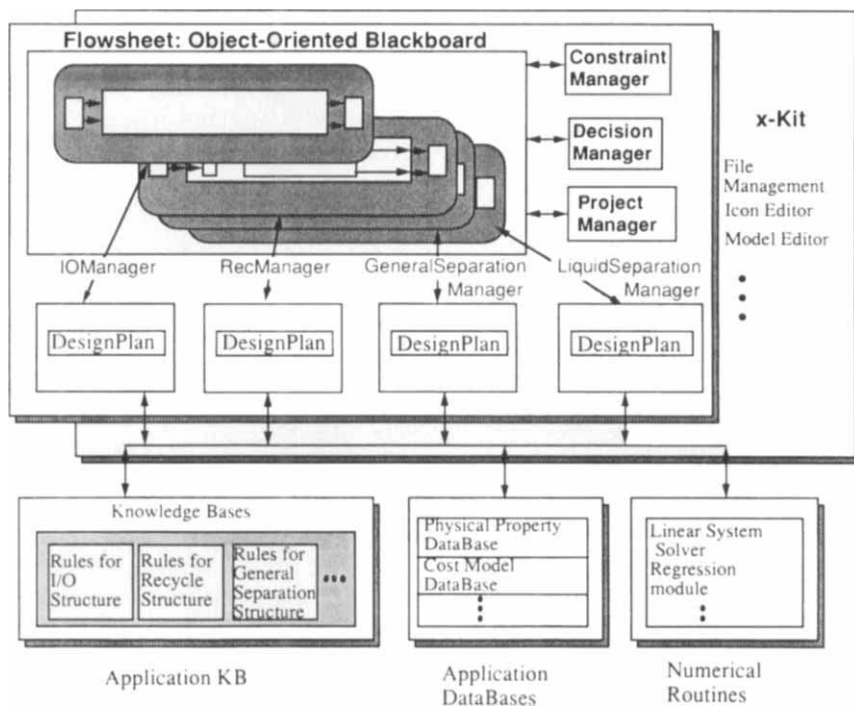 Flowsheet: Object-Oriented Blackboard
Constraint
Manager
Decision
Manager
Project
Manager
x-Kit
File
Management
Icon Editor
Model Editor
IOManager
RecManager
GeneralSeparation
Manager
LiquidSeparation
Manager
DesignPlan
DesignPlan
DesignPlan
DesignPlan
Knowledge Bases
Rules for
I/O
Structure
Rules for
Recycle
Structure
Rules for
General
Separation
Structure
Physical Property
DataBase
Cost Model
DataBase
Linear System
Solver
Regression
module
Application KB
Application
DataBases
Numerical
Routines